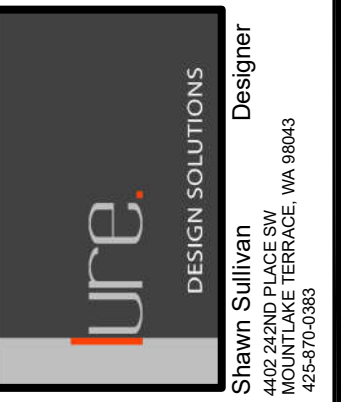 lure.
DESIGN SOLUTIONS
Shawn Sullivan Designer
4402 242ND PLACE SW
MOUNTLAKE TERRACE, WA 98043
425-870-0383